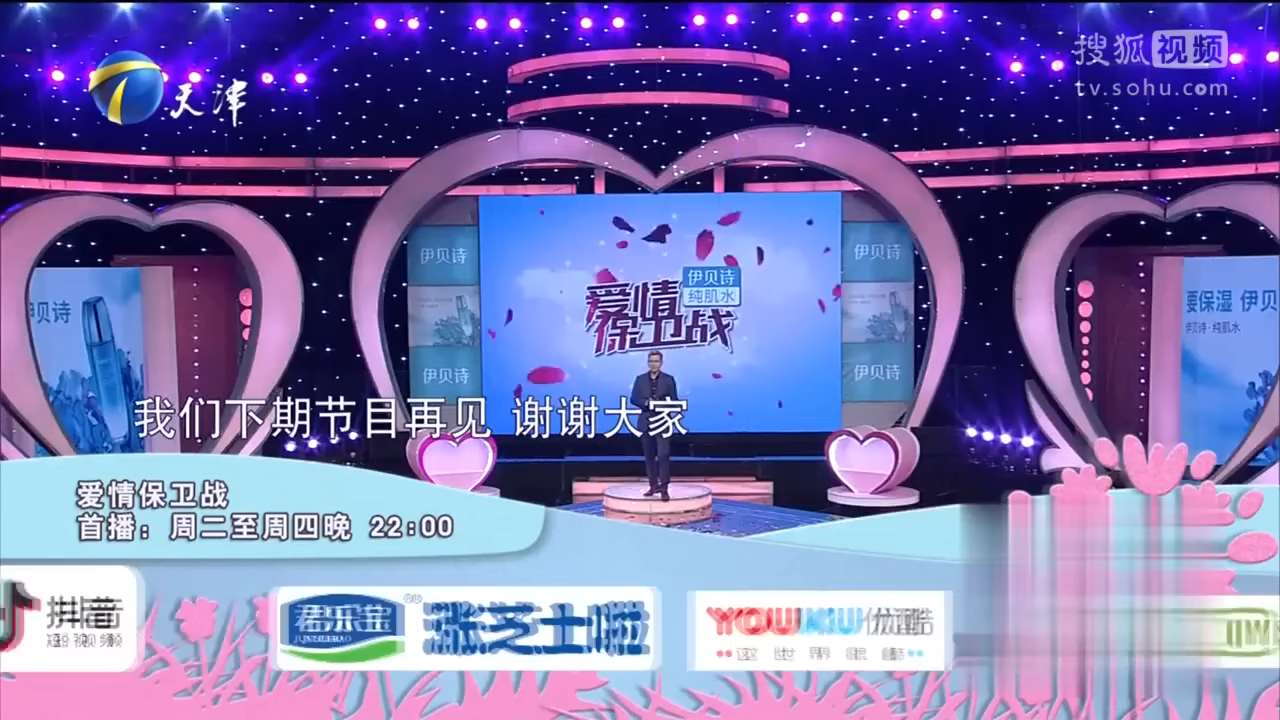 天津
搜狐视频
tv.sohu.com
伊贝诗
伊贝诗
纯肌水
爱情
保卫战
伊贝诗
伊贝诗
要保湿 伊贝
伊贝诗·纯肌水
伊贝诗
伊贝诗
我们下期节目再见 谢谢大家
爱情保卫战
首播：周二至周四晚 22:00
君乐宝
JUNLEBAO
涨芝士啦